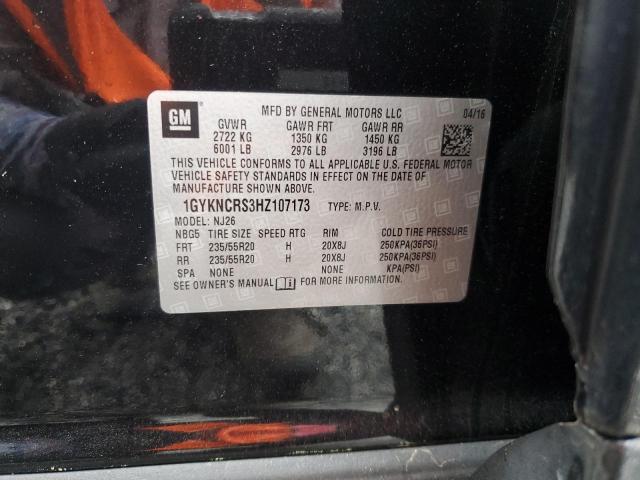 GM
MFD BY GENERAL MOTORS LLC 04/16
GVWR GAWR FRT GAWR RR
2722 KG 1350 KG 1450 KG
6001 LB 2976 LB 3196 LB
THIS VEHICLE CONFORMS TO ALL APPLICABLE U.S. FEDERAL MOTOR
VEHICLE SAFETY STANDARDS IN EFFECT ON THE DATE OF
MANUFACTURE SHOWN ABOVE.
1GYKNCRS3HZ107173 TYPE: M.P.V.
MODEL: NJ26
NBG5 TIRE SIZE SPEED RTG RIM COLD TIRE PRESSURE
FRT 235/55R20 H 20X8J 250KPA(36PSI)
RR 235/55R20 H 20X8J 250KPA(36PSI)
SPA NONE NONE KPA(PSI)
SEE OWNER'S MANUAL FOR MORE INFORMATION.